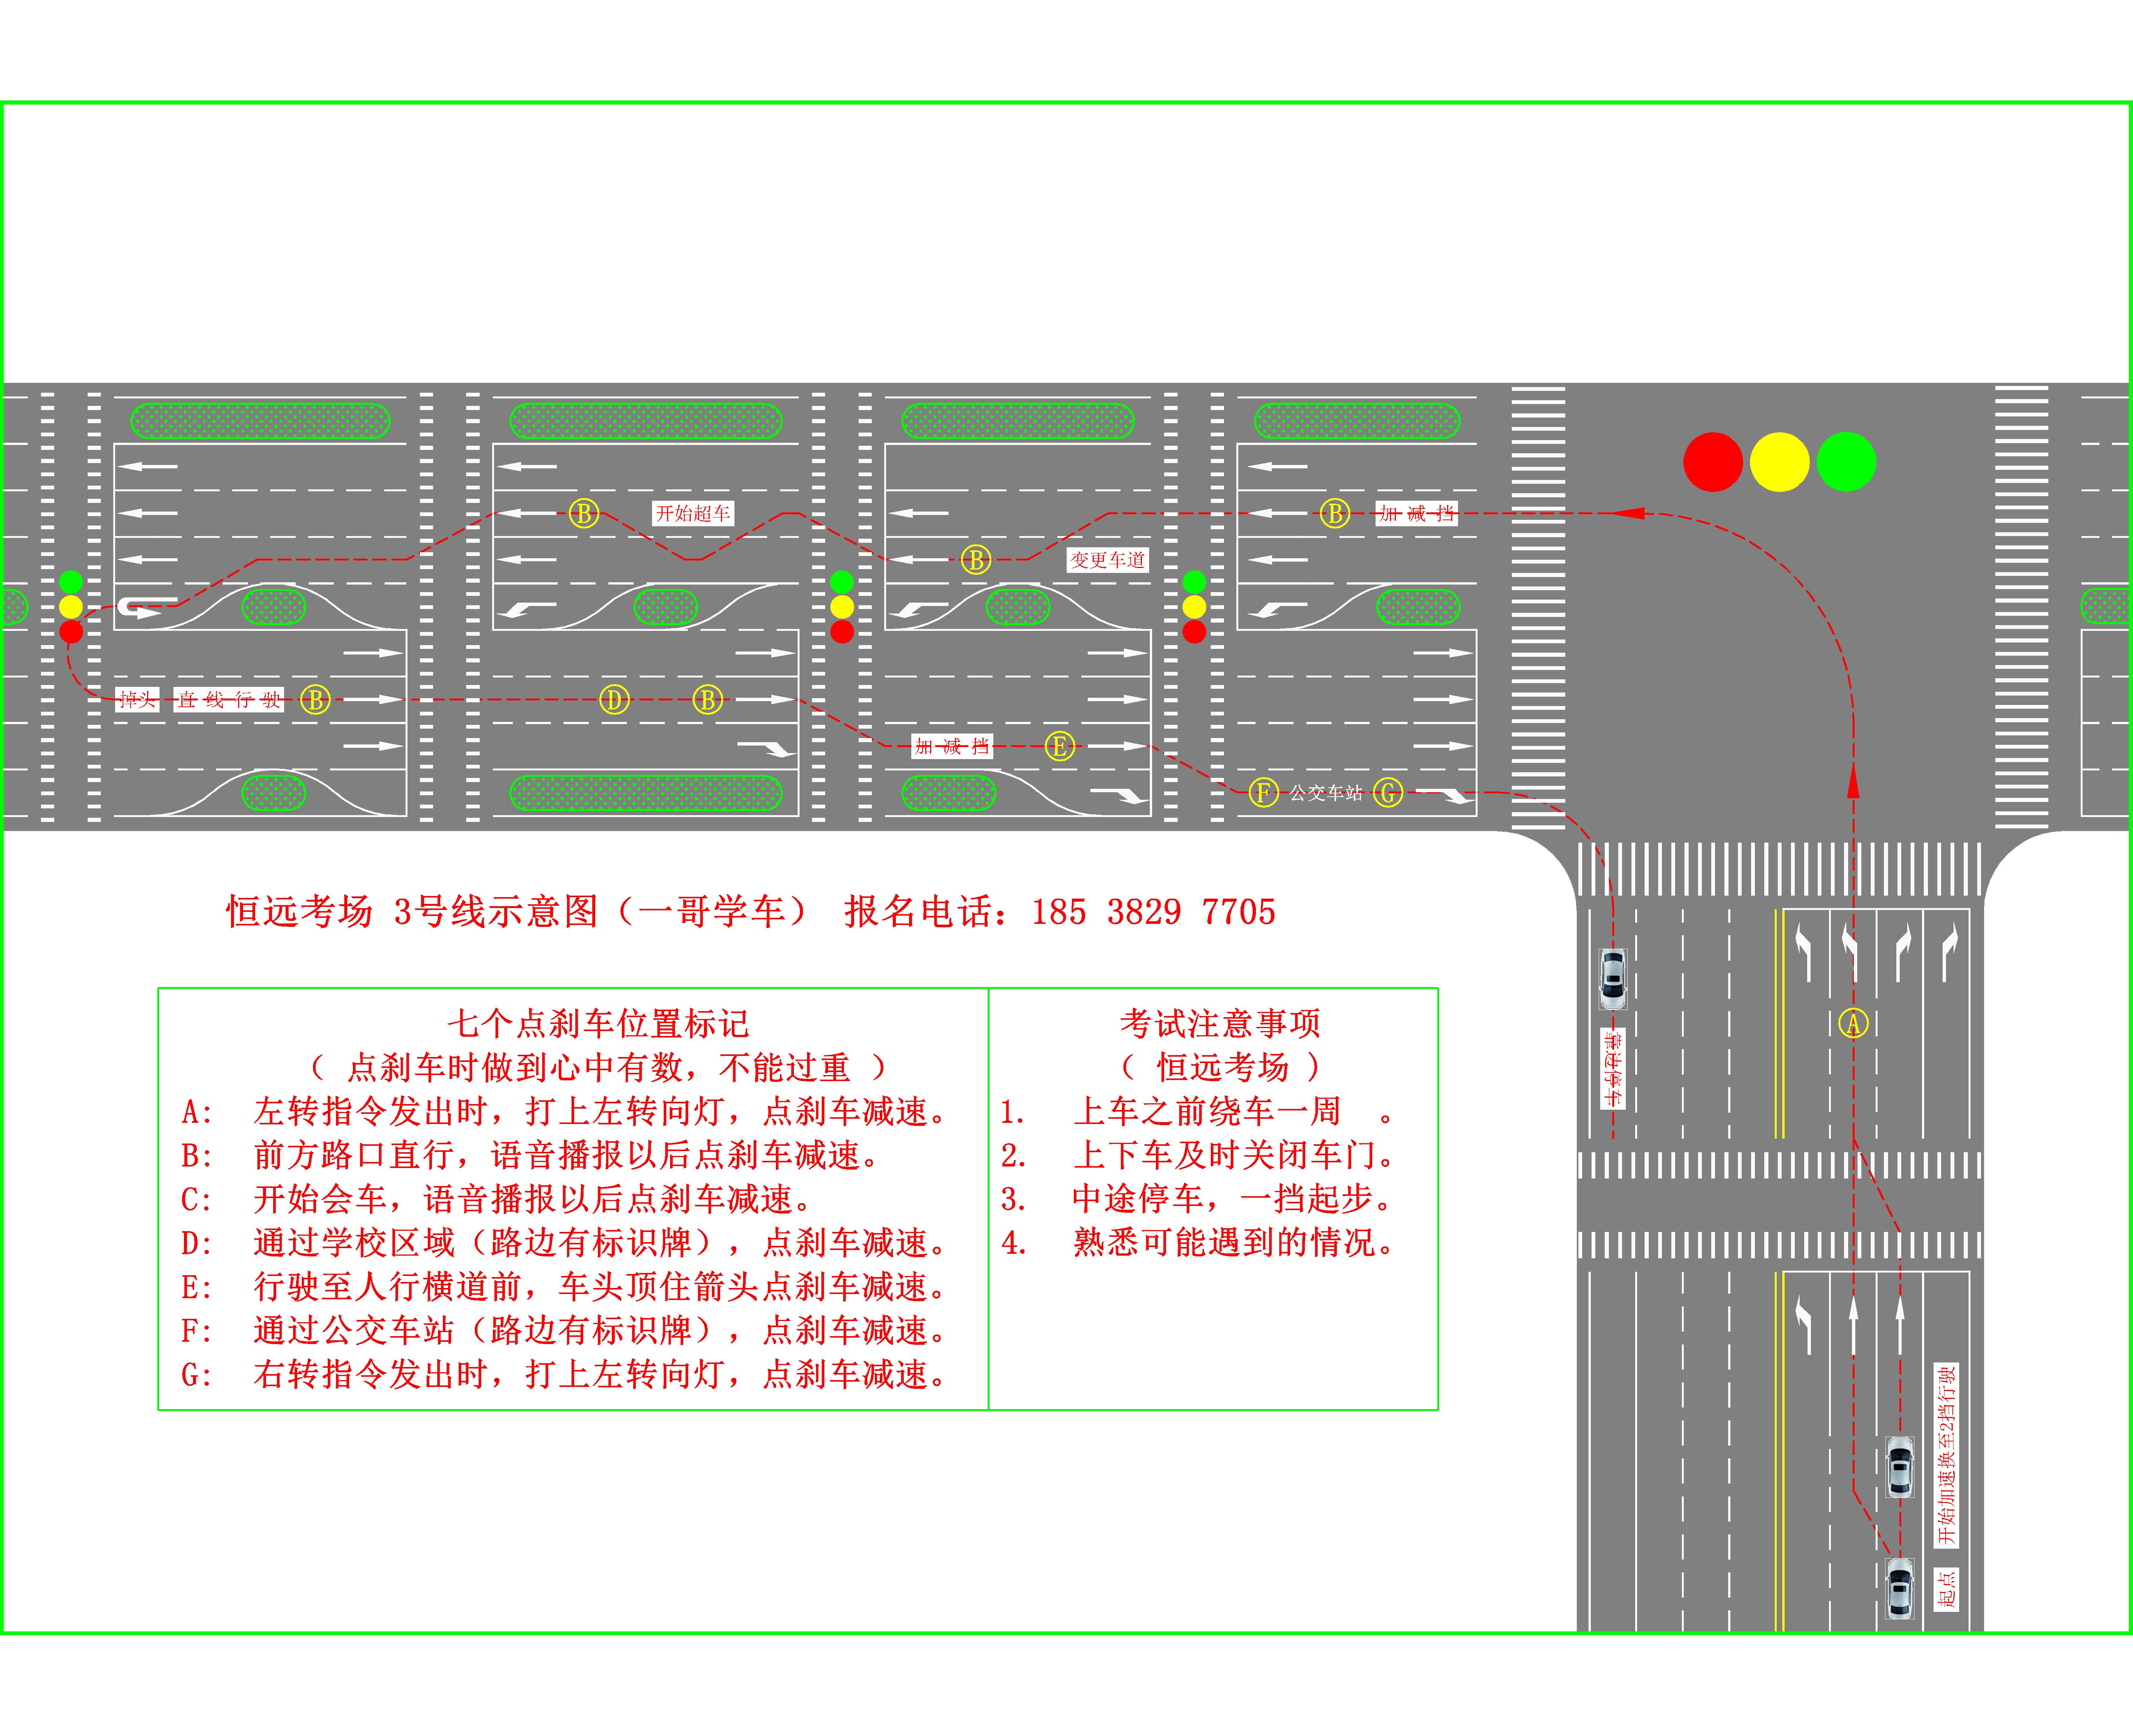 开始超车
B
B
加 减 挡
B
变更车道
掉头
直 线 行 驶
B
D
B
加 减 挡
E
F
公交车站
G
恒远考场 3号线示意图（一哥学车） 报名电话：185 3829 7705
A
靠边停车
七个点刹车位置标记
（ 点刹车时做到心中有数，不能过重 ）
A: 左转指令发出时，打上左转向灯，点刹车减速。
B: 前方路口直行，语音播报以后点刹车减速。
C: 开始会车，语音播报以后点刹车减速。
D: 通过学校区域（路边有标识牌），点刹车减速。
E: 行驶至人行横道前，车头顶住箭头点刹车减速。
F: 通过公交车站（路边有标识牌），点刹车减速。
G: 右转指令发出时，打上左转向灯，点刹车减速。
考试注意事项
（ 恒远考场 ）
1. 上车之前绕车一周 。
2. 上下车及时关闭车门。
3. 中途停车，一挡起步。
4. 熟悉可能遇到的情况。
开始加速换至2挡行驶
起点